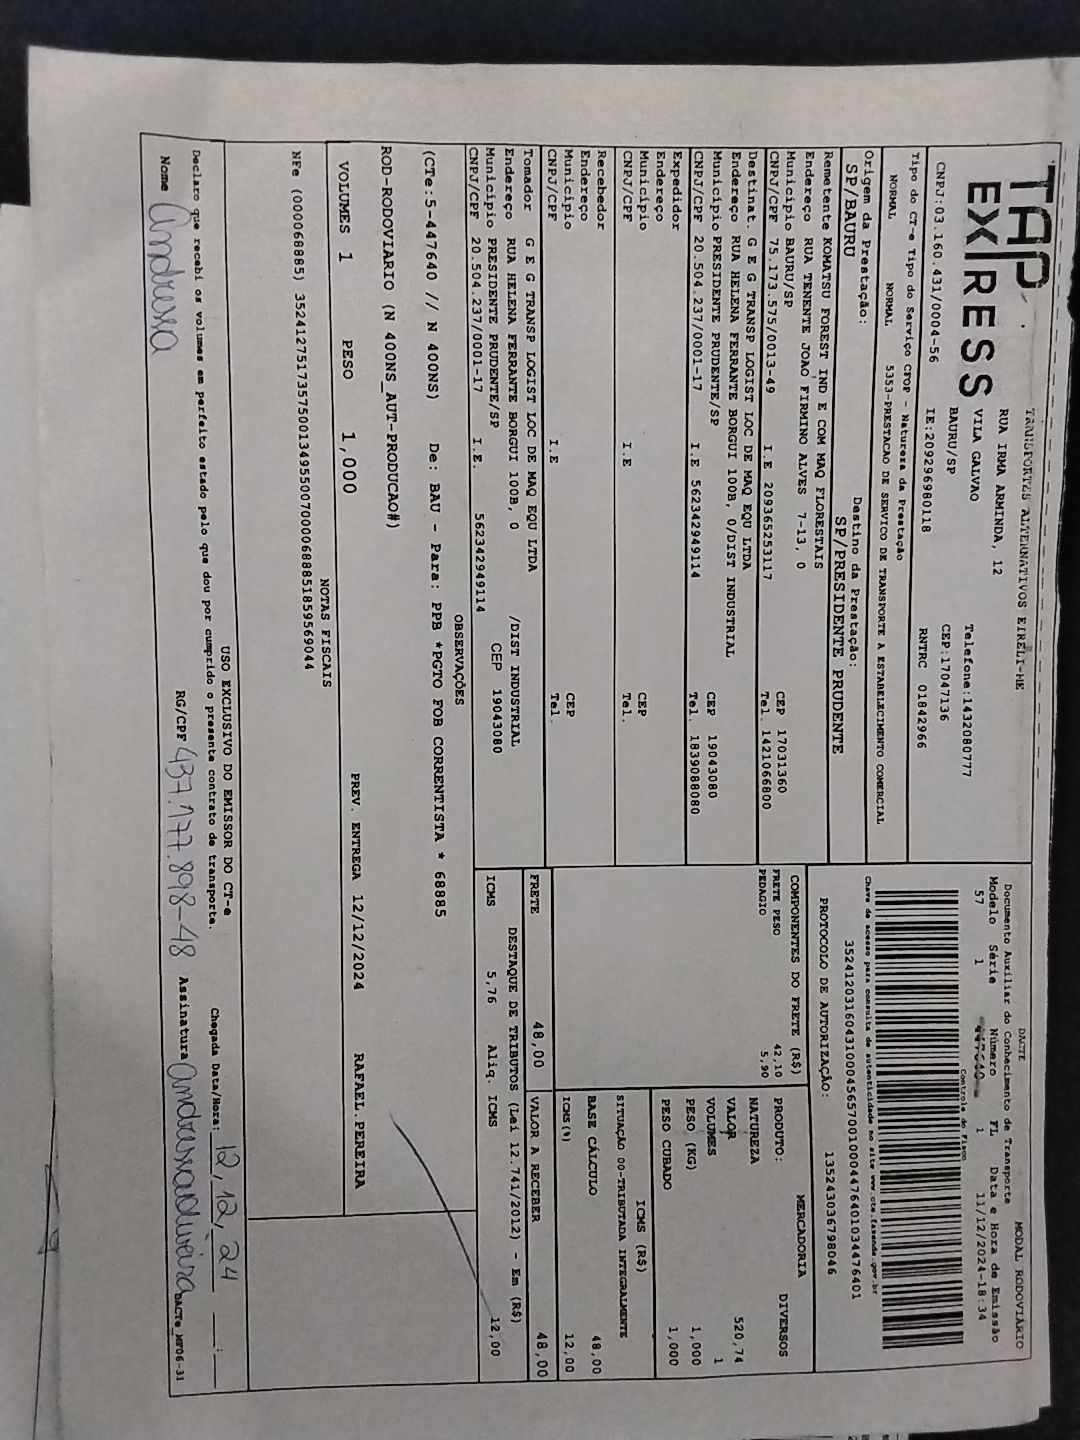 TAP EXPRESS
TRANSPORTES ALTERNATIVOS EIRELI-ME
RUA IRMA ARMINDA, 12
VILA GALVAO
Telefone:1432080777
BAURU/SP
CEP:17047136
CNPJ:03.160.431/0004-56
IE:209296980118
RNTRC 01842966
Tipo do CT-e Tipo do Serviço CFOP - Natureza da Prestação
NORMAL NORMAL 5353-PRESTACAO DE SERVICO DE TRANSPORTE A ESTABELECIMENTO COMERCIAL
Origem da Prestação: Destino da Prestação:
SP/BAURU SP/PRESIDENTE PRUDENTE
Remetente KOMATSU FOREST IND E COM MAQ FLORESTAIS
Endereço RUA TENENTE JOAO FIRMINO ALVES 7-13, 0
Município BAURU/SP CEP 17031360
CNPJ/CPF 75.173.575/0013-49 I.E 209365253117 Tel 1421066800
Destinat. G E G TRANSP LOGIST LOC DE MAQ EQU LTDA
Endereço RUA HELENA FERRANTE BORGUI 100B, 0/DIST INDUSTRIAL
Município PRESIDENTE PRUDENTE/SP CEP 19043080
CNPJ/CPF 20.504.237/0001-17 I.E 562342949114 Tel 1839088080
Expedidor
Endereço
Município CEP
CNPJ/CPF I.E Tel.
Recebedor
Endereço
Município CEP
CNPJ/CPF I.E Tel
Tomador G E G TRANSP LOGIST LOC DE MAQ EQU LTDA
Endereço RUA HELENA FERRANTE BORGUI 100B, 0 /DIST INDUSTRIAL
Município PRESIDENTE PRUDENTE/SP CEP 19043080
CNPJ/CPF 20.504.237/0001-17 I.E. 562342949114
DACTE MODAL RODOVIÁRIO
Documento Auxiliar do Conhecimento de Transporte
Modelo Série Número FL Data e Hora de Emissão
57 1 1 11/12/2024-18:34
Controle do Fisco
Chave de acesso para consulta de autenticidade no site www.cte.fazenda.gov.br
35241203160431000456570010004476401034476401
PROTOCOLO DE AUTORIZAÇÃO: 135243036798046
COMPONENTES DO FRETE (R$)
FRETE PESO 42,10
PEDAGIO 5,90
MERCADORIA
PRODUTO: DIVERSOS
NATUREZA
VALOR 520,74
VOLUMES 1
PESO (KG) 1,000
PESO CUBADO 1,000
ICMS (R$)
SITUAÇÃO 00-TRIBUTADA INTEGRALMENTE
BASE CÁLCULO 48,00
ICMS(%) 12,00
FRETE 48,00 VALOR A RECEBER 48,00
DESTAQUE DE TRIBUTOS (Lei 12.741/2012) - Em (R$)
ICMS 5,76 Aliq. ICMS 12,00
OBSERVAÇÕES
(CTe:5-447640 // N 400NS) De: BAU - Para: PPB *PGTO FOB CORRENTISTA * 68885
ROD-RODOVIARIO (N 400NS_AUT-PRODUCAO#)
VOLUMES 1 PESO 1,000 PREV. ENTREGA 12/12/2024 RAFAEL.PEREIRA
NOTAS FISCAIS
NFe (000068885) 35241275173575001349550070000688851859569044
USO EXCLUSIVO DO EMISSOR DO CT-e
Declaro que recebi os volumes em perfeito estado pelo que dou por cumprido o presente contrato de transporte. Chegada Data/Hora: 12/12/24 __:__
Nome Andressa RG/CPF 437.177.898-48 Assinatura andressaoliveira DACTe_MF06-31